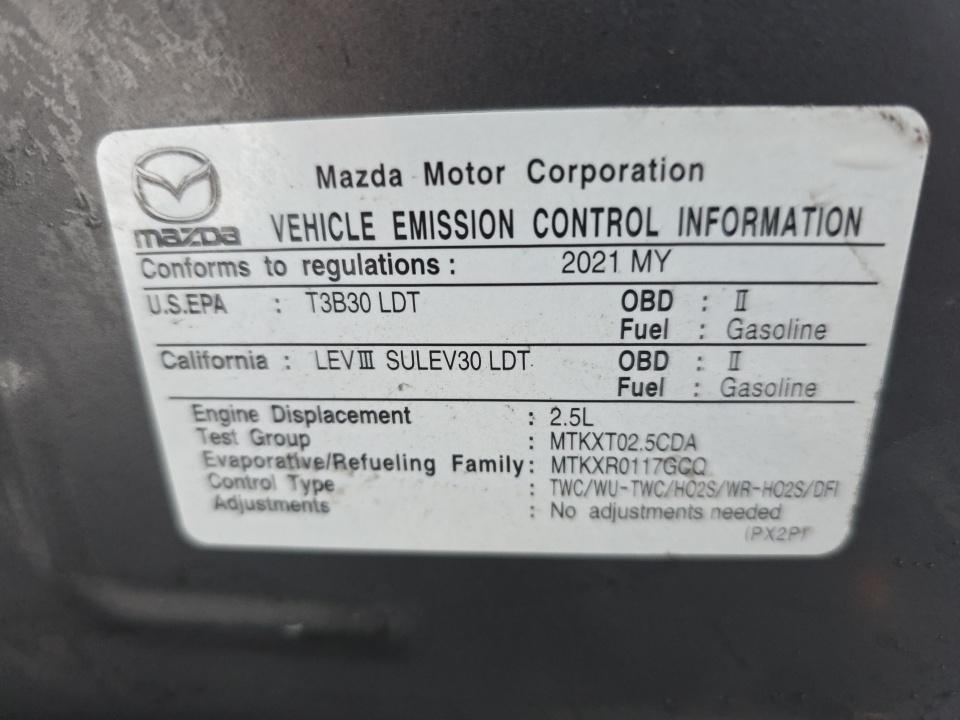 Mazda Motor Corporation
mazda VEHICLE EMISSION CONTROL INFORMATION
Conforms to regulations : 2021 MY
U.S.EPA : T3B30 LDT OBD : II
Fuel : Gasoline
California : LEVIII SULEV30 LDT OBD : II
Fuel : Gasoline
Engine Displacement : 2.5L
Test Group : MTKXT02.5CDA
Evaporative/Refueling Family: MTKXR0117GCQ
Control Type : TWC/WU-TWC/HO2S/WR-HO2S/DFI
Adjustments : No adjustments needed